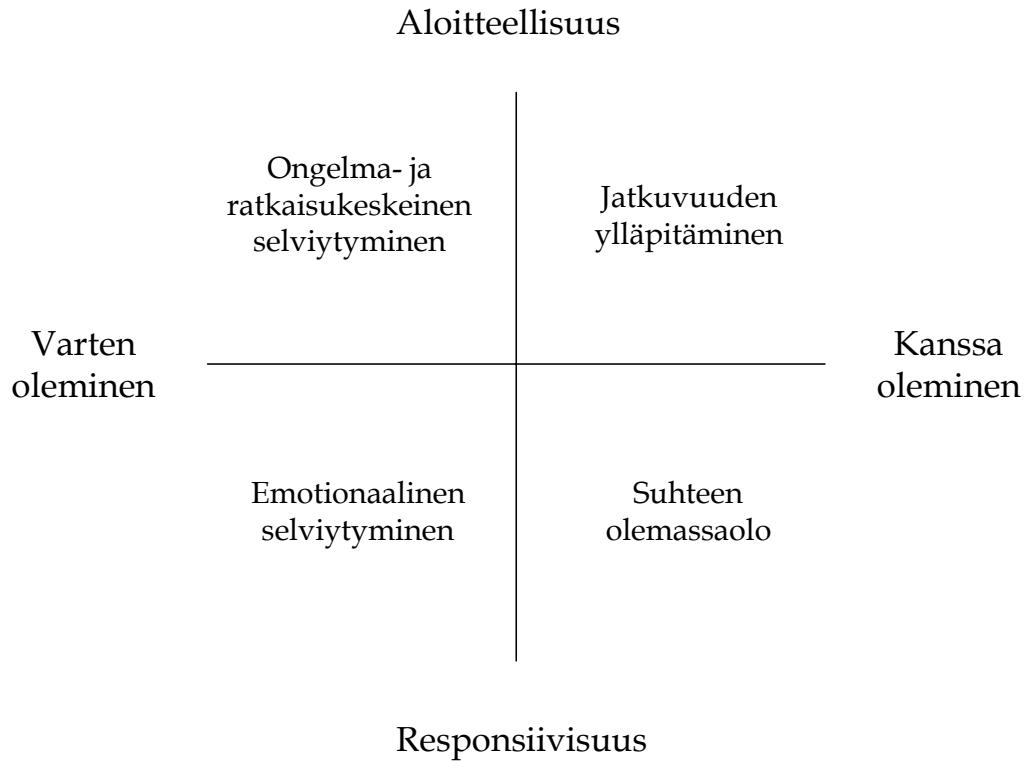 Aloitteellisuus
Ongelma- ja
ratkaisukeskeinen
selviytyminen
Jatkuvuuden
ylläpitäminen
Varten
oleminen
Kanssa
oleminen
Emotionaalinen
selviytyminen
Suhteen
olemassaolo
Responsiivisuus